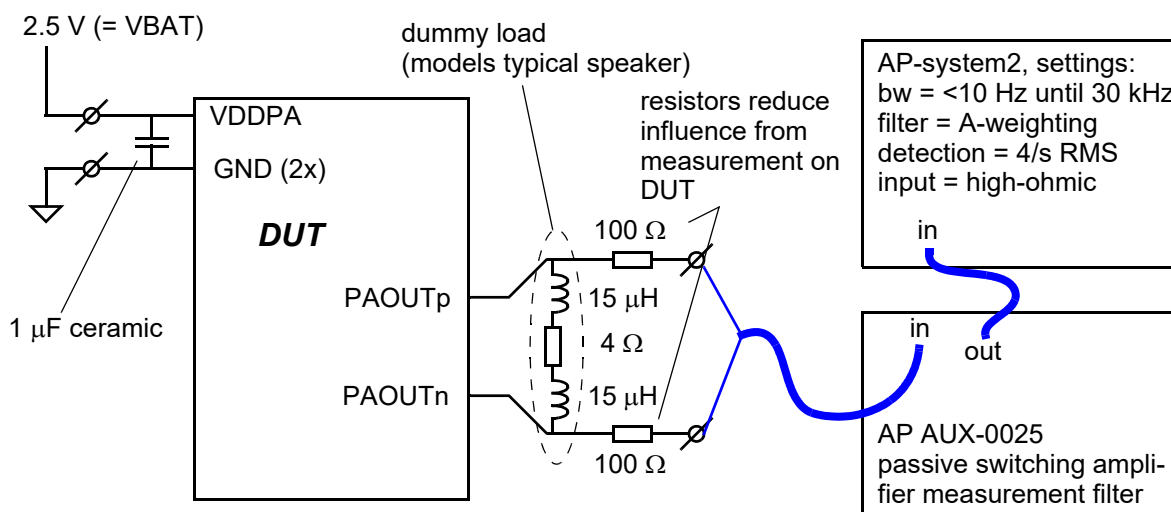 2.5 V (= VBAT)
dummy load
(models typical speaker)
resistors reduce
influence from
measurement on
DUT
AP-system2, settings:
bw = <10 Hz until 30 kHz
filter = A-weighting
detection = 4/s RMS
input = high-ohmic
in
VDDPA
GND (2x)
DUT
100 Ω
PAOUTp
15 μH
1 μF ceramic
4 Ω
in
out
PAOUTn
15 μH
100 Ω
AP AUX-0025
passive switching ampli-
fier measurement filter